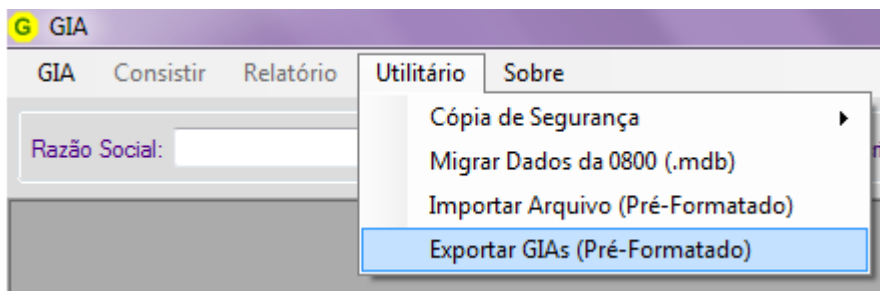 G GIA
GIA Consistir Relatório Utilitário Sobre
Razão Social:
Cópia de Segurança
Migrar Dados da 0800 (.mdb)
Importar Arquivo (Pré-Formatado)
Exportar GIAs (Pré-Formatado)